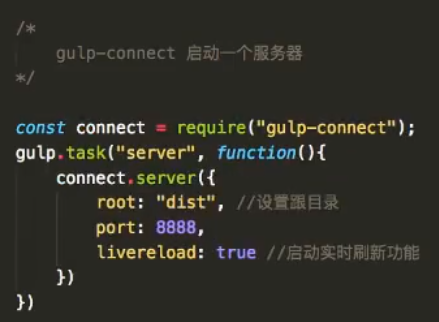 /*
gulp-connect 启动一个服务器
*/
const connect = require("gulp-connect");
gulp.task("server", function(){
connect.server({
root: "dist", //设置跟目录
port: 8888,
livereload: true //启动实时刷新功能
})
})